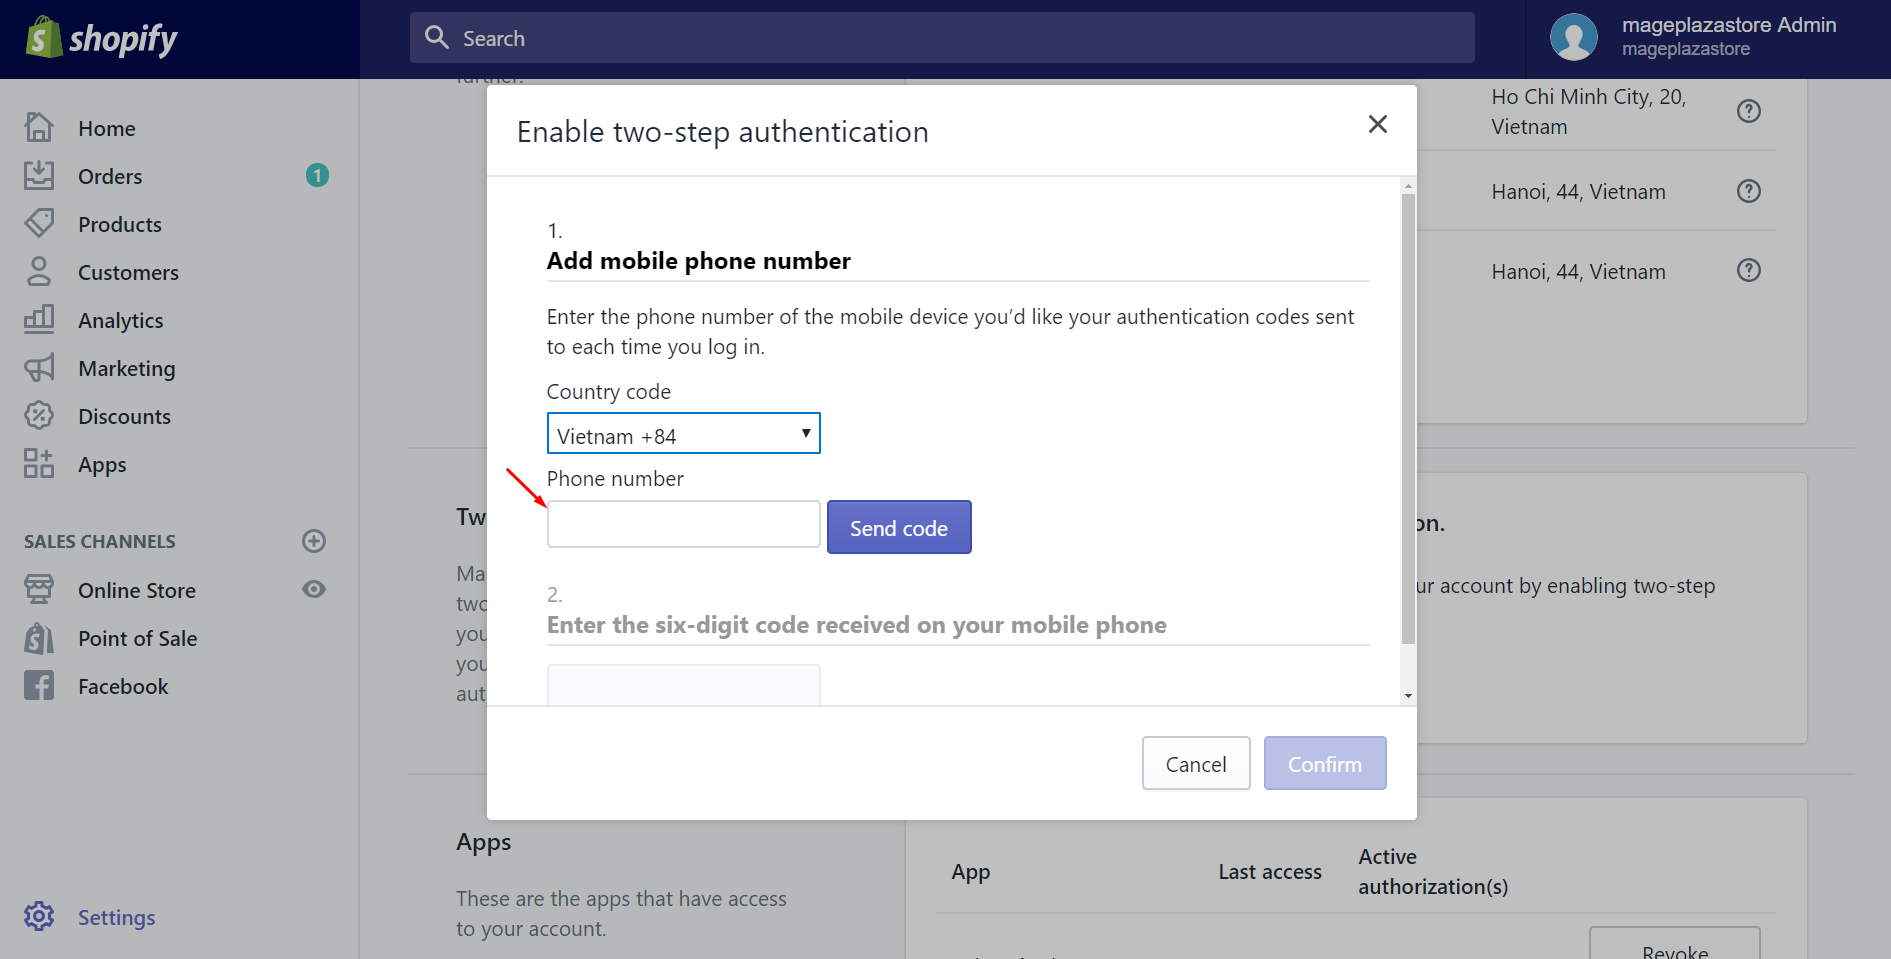 shopify
Search
mageplazastore Admin
mageplazastore
Home
Orders
1
Products
Customers
Analytics
Marketing
Discounts
Apps
SALES CHANNELS
Online Store
Point of Sale
Facebook
Settings
further.
Ho Chi Minh City, 20,
Vietnam
Hanoi, 44, Vietnam
Hanoi, 44, Vietnam
Enable two-step authentication
1.
Add mobile phone number
Enter the phone number of the mobile device you’d like your authentication codes sent
to each time you log in.
Country code
Vietnam +84
Phone number
Send code
2.
Enter the six-digit code received on your mobile phone
Cancel
Confirm
Tw
Ma
two
you
you
aut
on.
ur account by enabling two-step
Apps
These are the apps that have access
to your account.
App
Last access
Active
authorization(s)
Revoke